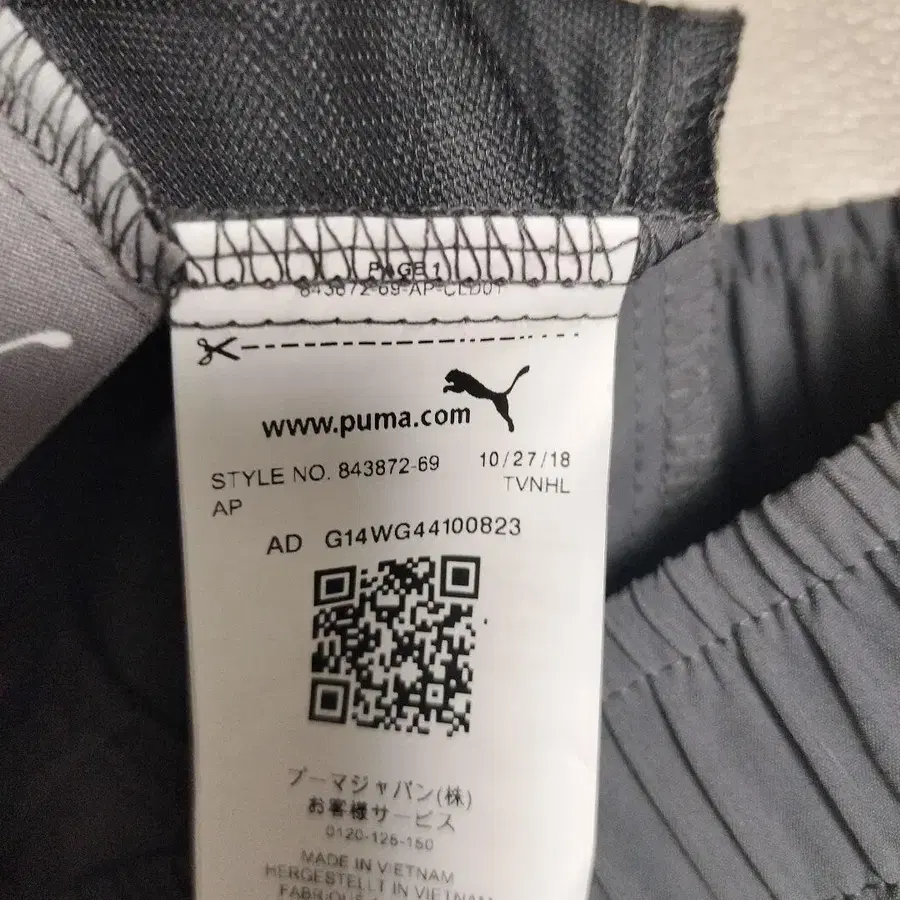 PAGE 1
843872-69-AP-CLD01
www.puma.com
STYLE NO. 843872-69 10/27/18
AP TVNHL
AD G14WG44100823
プーマジャパン(株)
お客様サービス
0120-125-150
MADE IN VIETNAM
HERGESTELLT IN VIETNAM